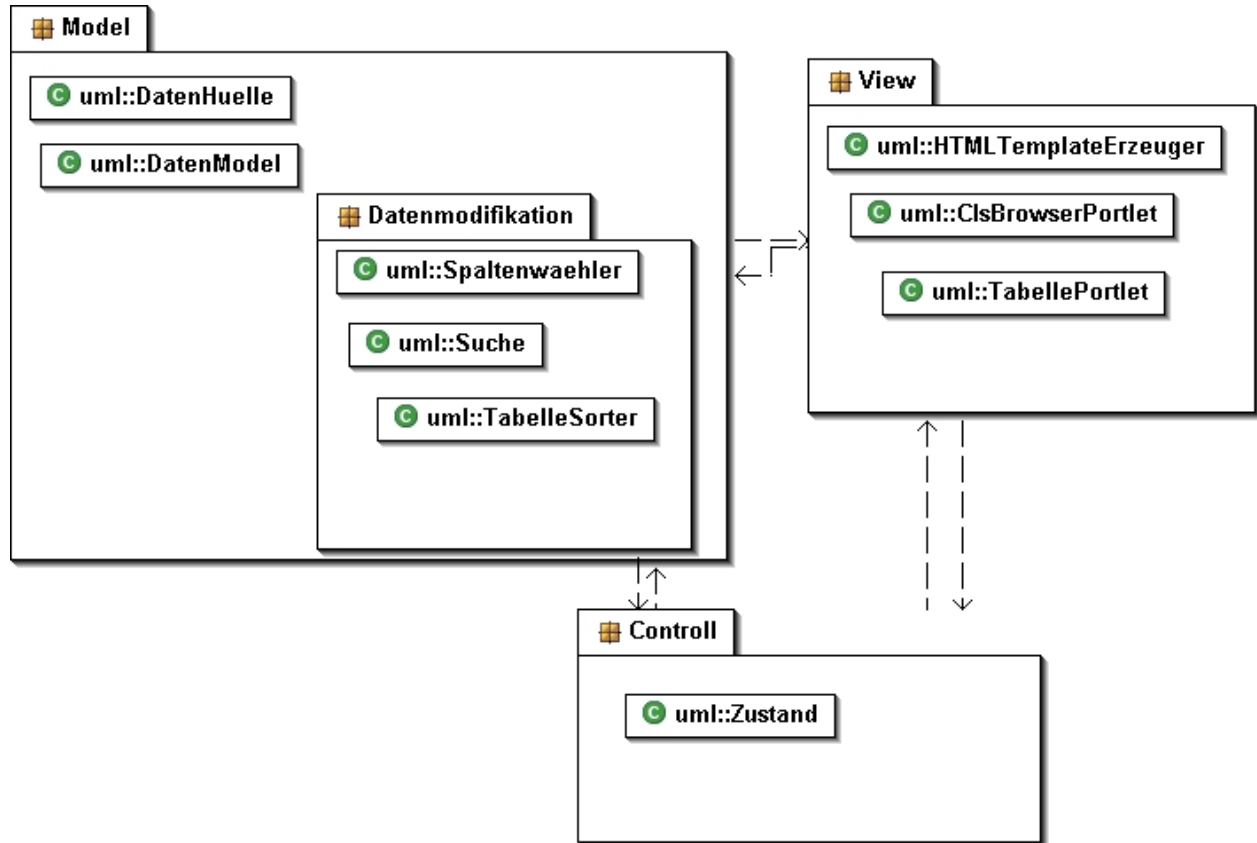 Model
uml::DatenHuelle
uml::DatenModel
Datenmodifikation
uml::Spaltenwaehler
uml::Suche
uml::TabelleSorter
View
uml::HTMLTemplateErzeuger
uml::ClsBrowserPortlet
uml::TabellePortlet
Controll
uml::Zustand